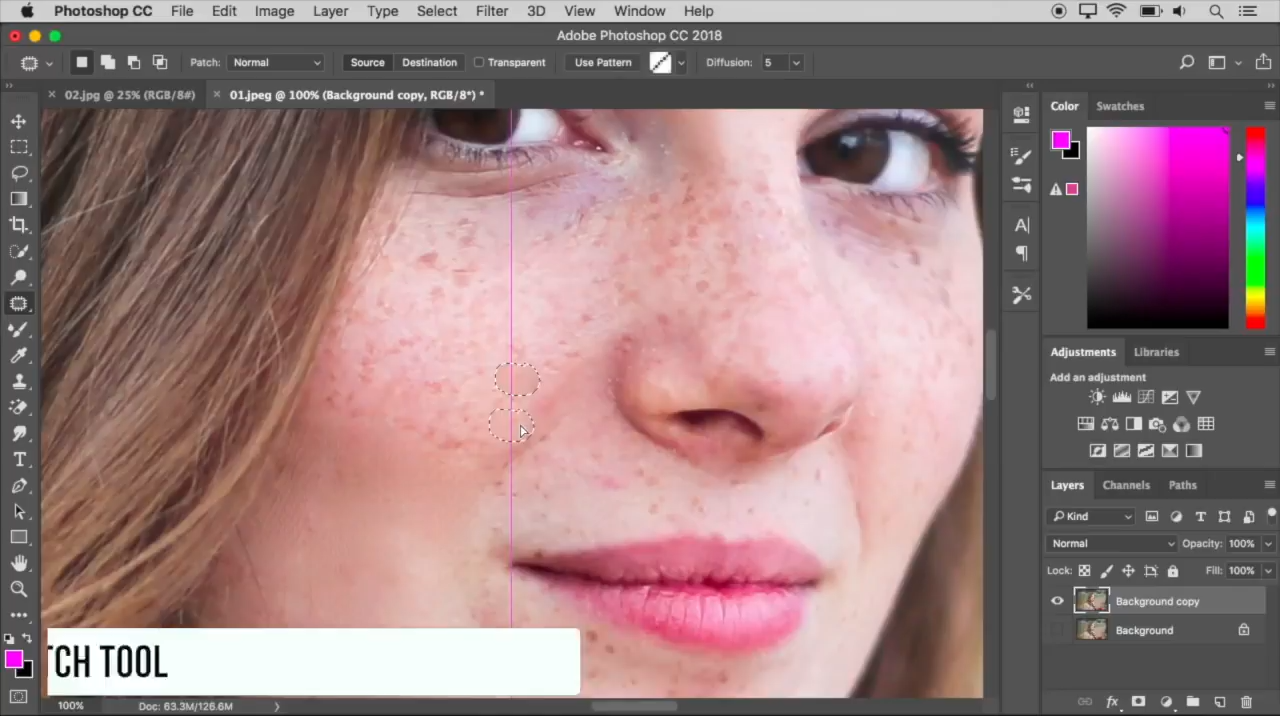 Photoshop CC File Edit Image Layer Type Select Filter 3D View Window Help
Adobe Photoshop CC 2018
Patch: Normal Source Destination Transparent Use Pattern Diffusion: 5
02.jpg @ 25% (RGB/8#) 01.jpeg @ 100% (Background copy, RGB/8*) *
Color Swatches
Adjustments Libraries
Add an adjustment
Layers Channels Paths
Kind
Normal Opacity: 100%
Lock: Fill: 100%
Background copy
Background
TCH TOOL
100% Doc: 63.3M/126.6M